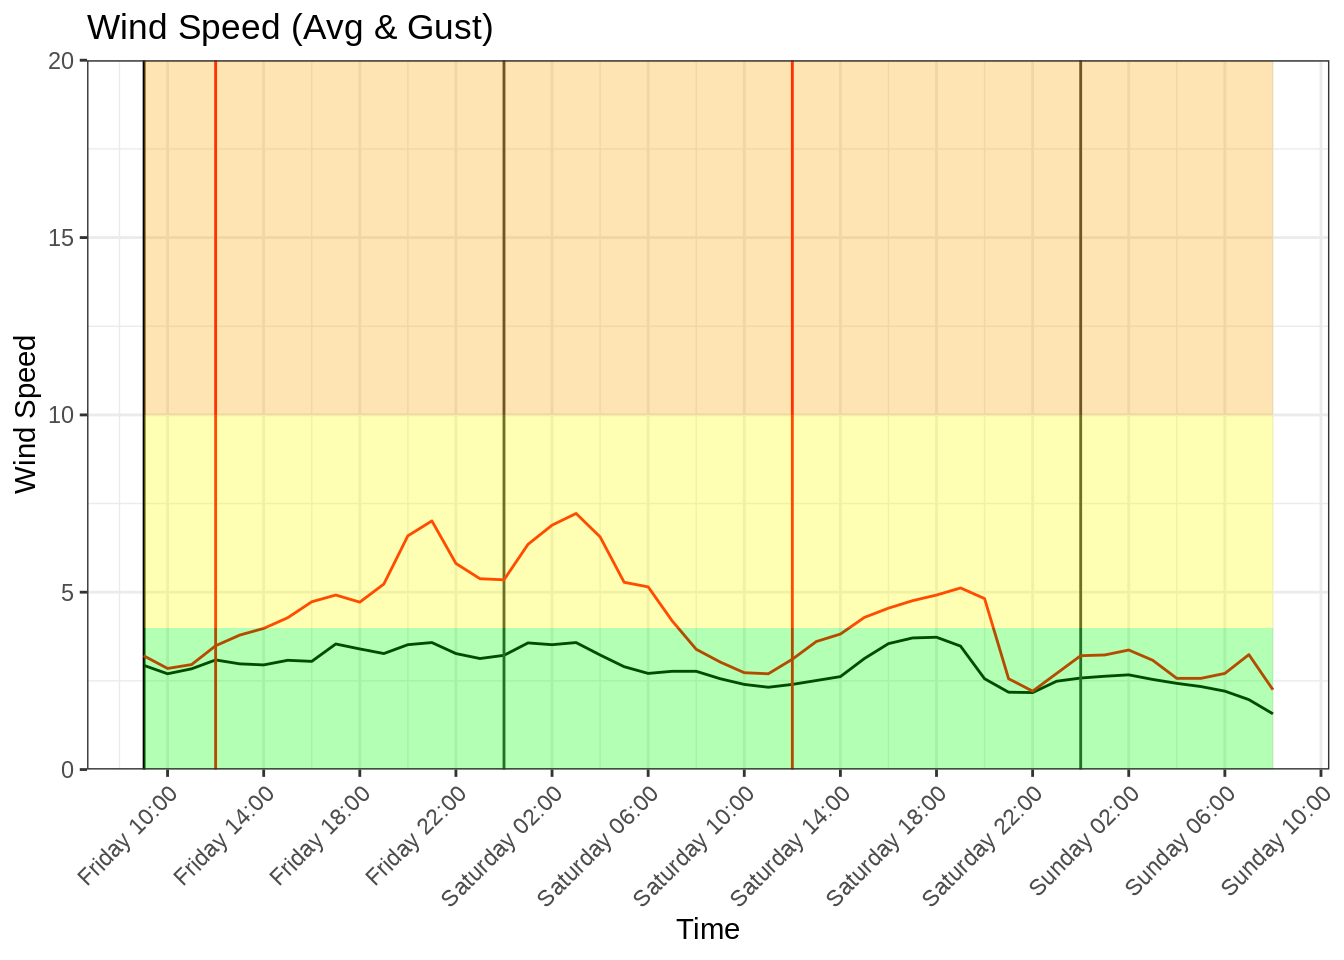 Wind Speed (Avg & Gust)
20
15
10
5
0
Wind Speed
Friday 10:00
Friday 14:00
Friday 18:00
Friday 22:00
Saturday 02:00
Saturday 06:00
Saturday 10:00
Saturday 14:00
Saturday 18:00
Saturday 22:00
Sunday 02:00
Sunday 06:00
Sunday 10:00
Time